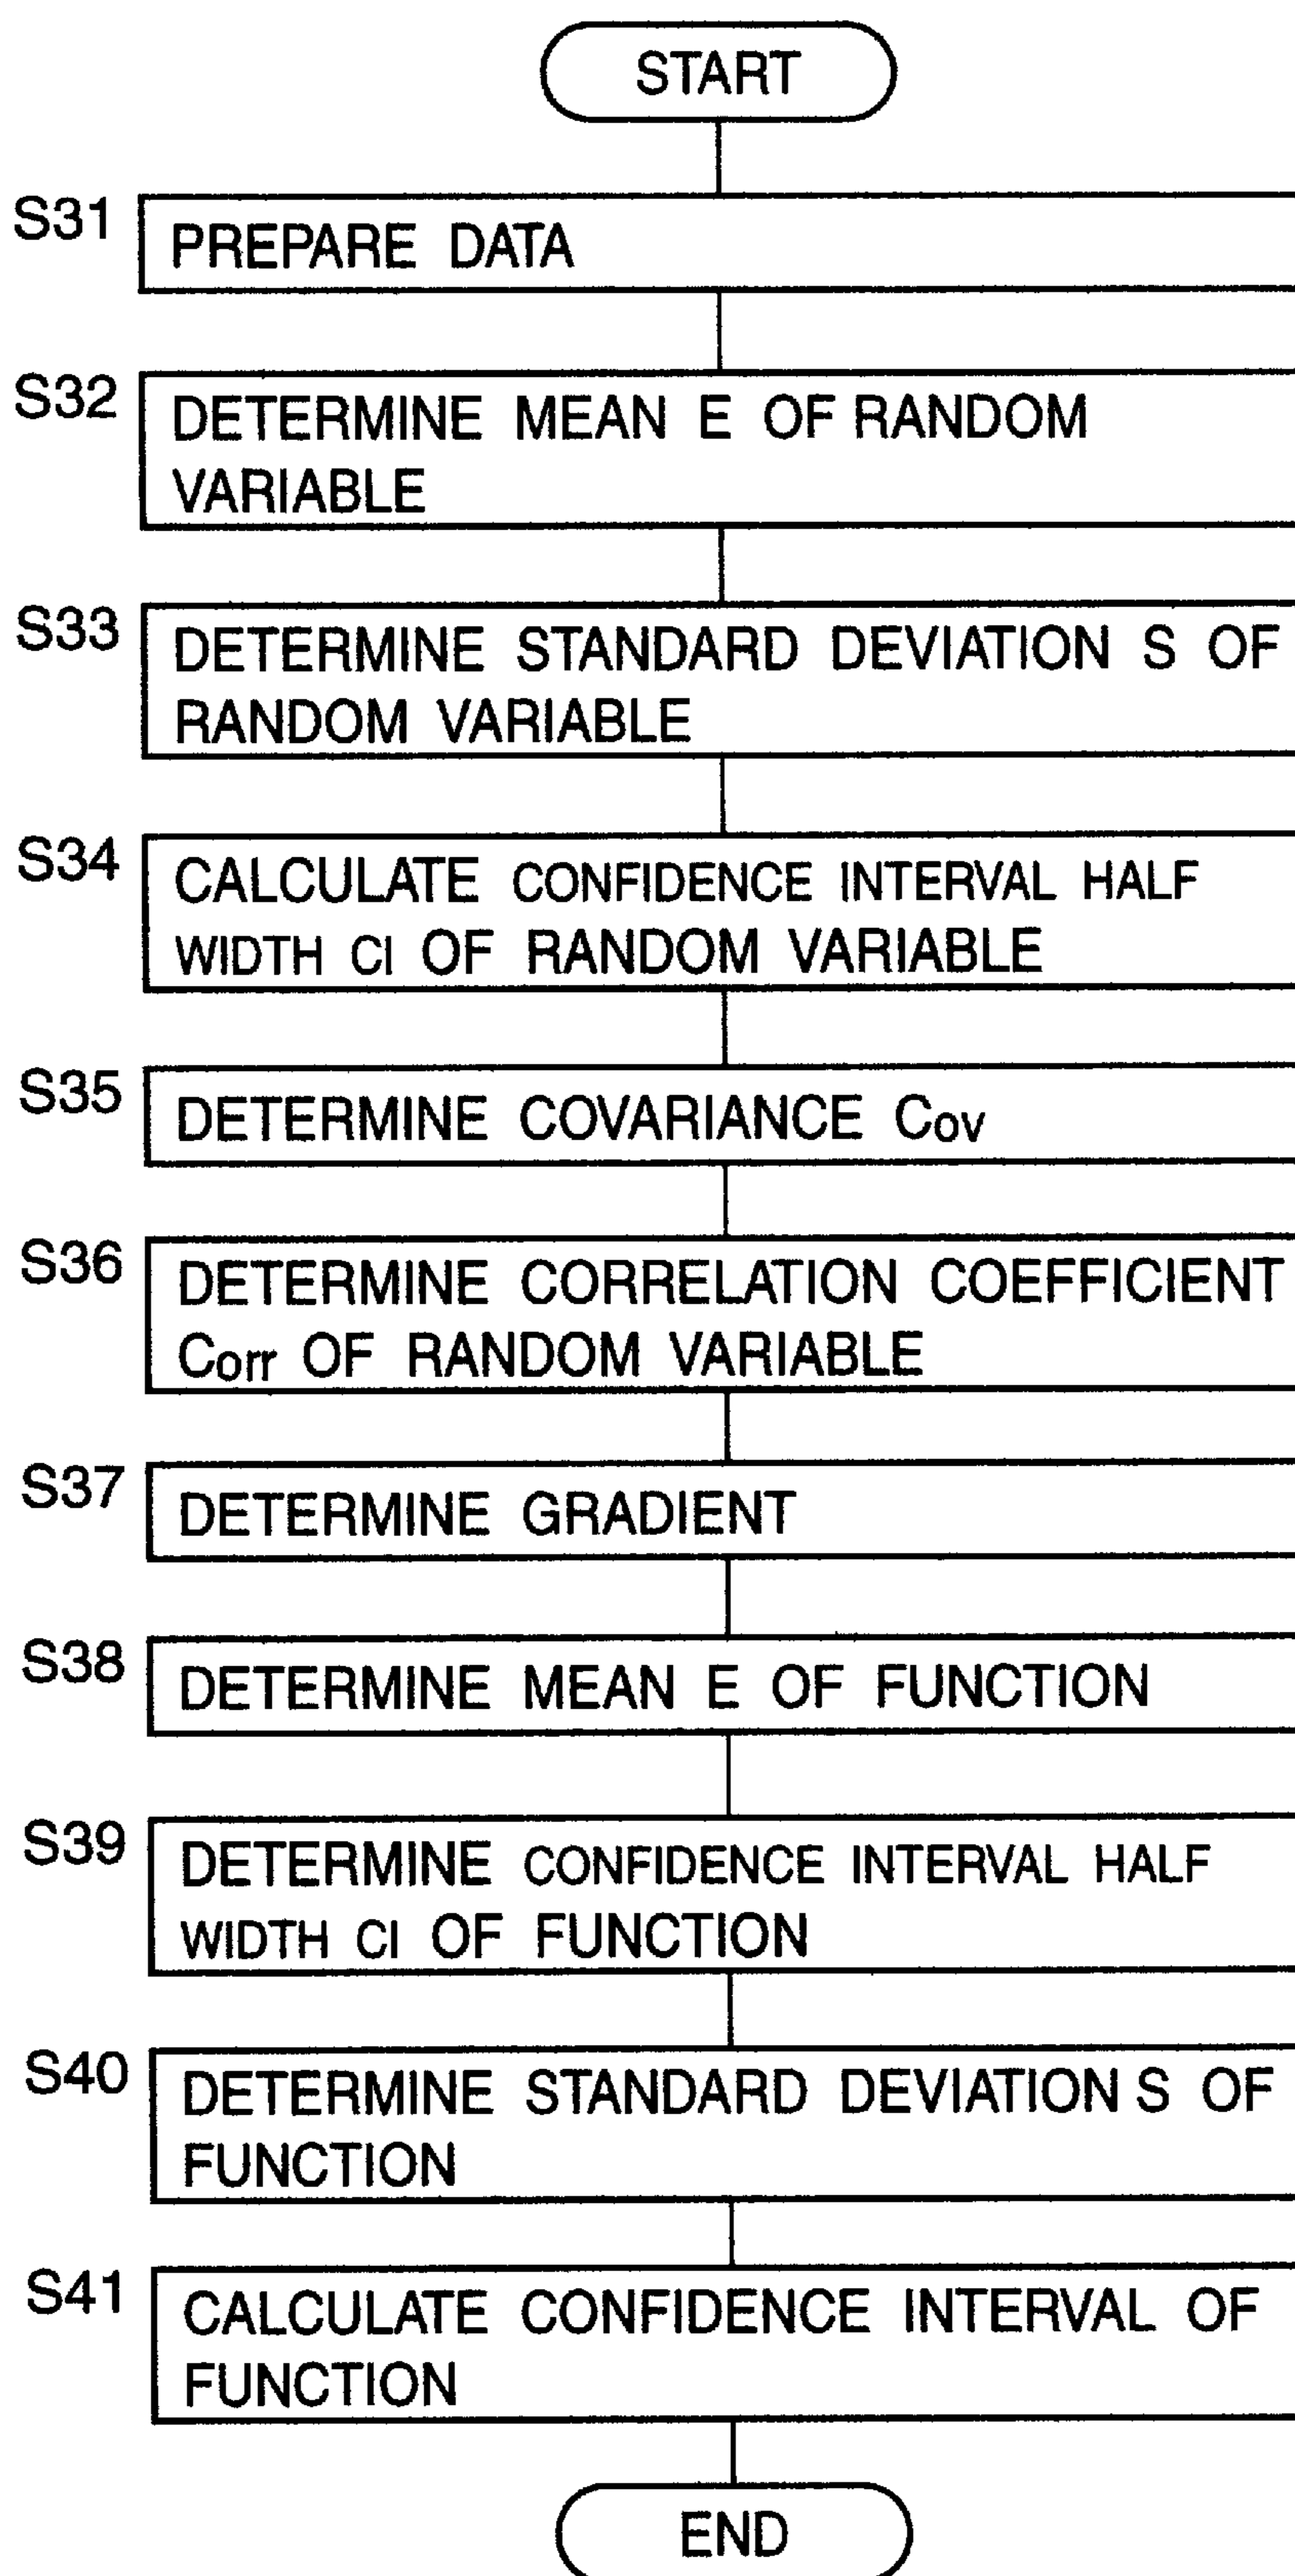 START
S31
PREPARE DATA
S32
DETERMINE MEAN E OF RANDOM
VARIABLE
S33
DETERMINE STANDARD DEVIATION S OF
RANDOM VARIABLE
S34
CALCULATE CONFIDENCE INTERVAL HALF
WIDTH CI OF RANDOM VARIABLE
S35
DETERMINE COVARIANCE Cov
S36
DETERMINE CORRELATION COEFFICIENT
Corr OF RANDOM VARIABLE
S37
DETERMINE GRADIENT
S38
DETERMINE MEAN E OF FUNCTION
S39
DETERMINE CONFIDENCE INTERVAL HALF
WIDTH CI OF FUNCTION
S40
DETERMINE STANDARD DEVIATION S OF
FUNCTION
S41
CALCULATE CONFIDENCE INTERVAL OF
FUNCTION
END